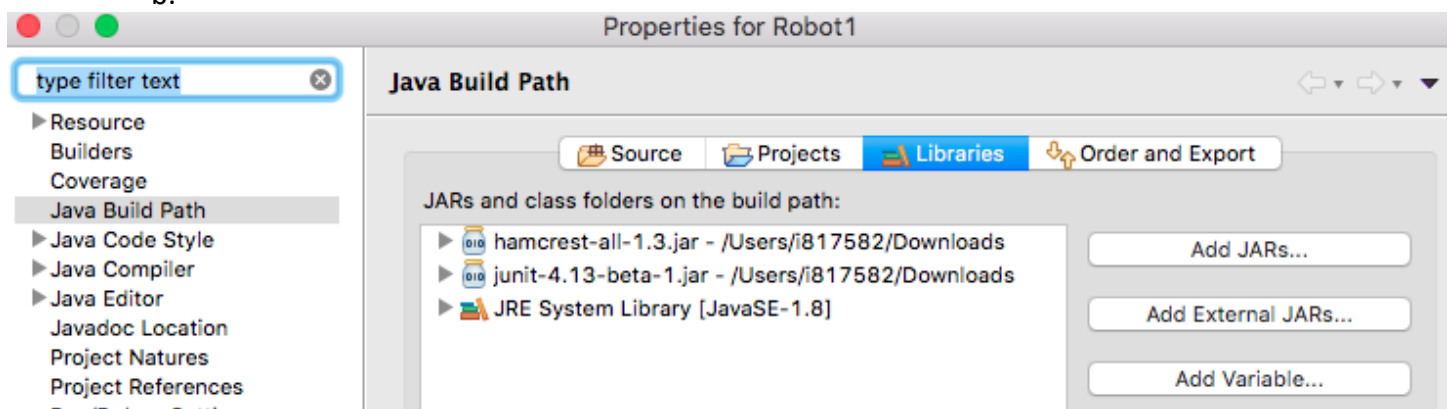 b.
Properties for Robot1
type filter text
Java Build Path
Resource
Builders
Coverage
Java Build Path
Java Code Style
Java Compiler
Java Editor
Javadoc Location
Project Natures
Project References
Source Projects Libraries Order and Export
JARs and class folders on the build path:
hamcrest-all-1.3.jar - /Users/i817582/Downloads
junit-4.13-beta-1.jar - /Users/i817582/Downloads
JRE System Library [JavaSE-1.8]
Add JARs...
Add External JARs...
Add Variable...